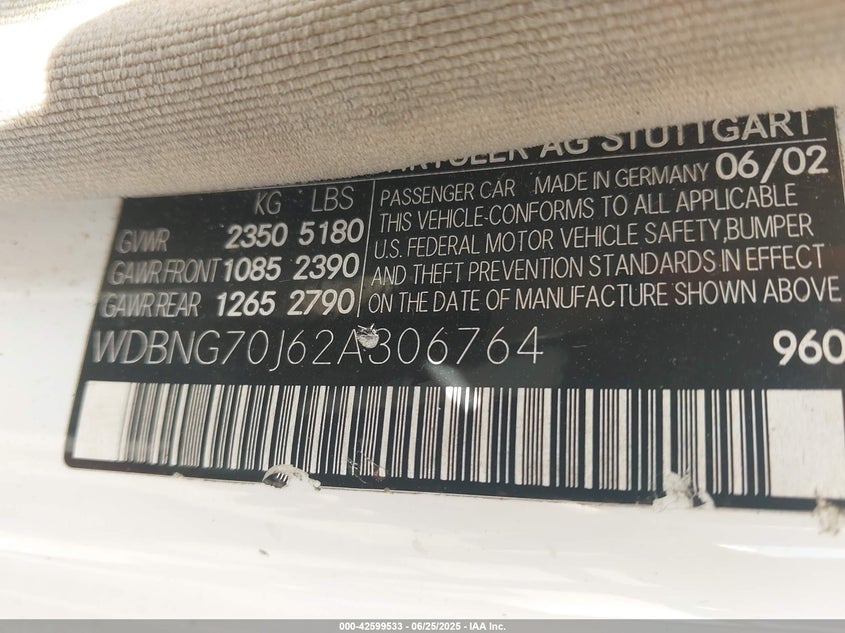 AG STUTTGART
KG LBS PASSENGER CAR MADE IN GERMANY 06/02
GVWR 2350 5180 THIS VEHICLE-CONFORMS TO ALL APPLICABLE
GAWR FRONT 1085 2390 U.S. FEDERAL MOTOR VEHICLE SAFETY,BUMPER
GAWR REAR 1265 2790 AND THEFT PREVENTION STANDARDS IN EFFECT
ON THE DATE OF MANUFACTURE SHOWN ABOVE
WDBNG70J62A306764 960
000-42599533 / 06/25/2025 - IAA Inc.